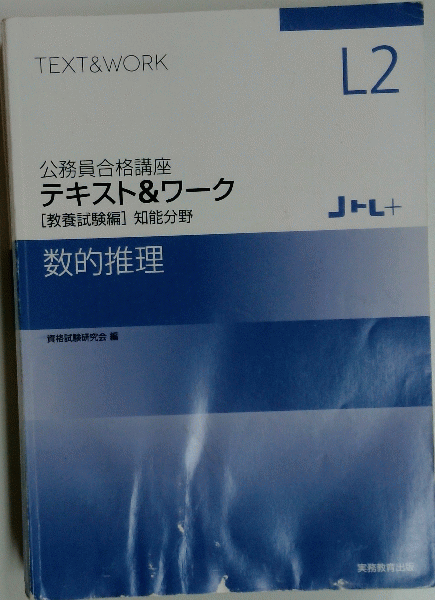 TEXT&WORK
L2
公務員合格講座
テキスト&ワーク
[教養試験編] 知能分野
J トレ+
数的推理
資格試験研究会 編
実務教育出版